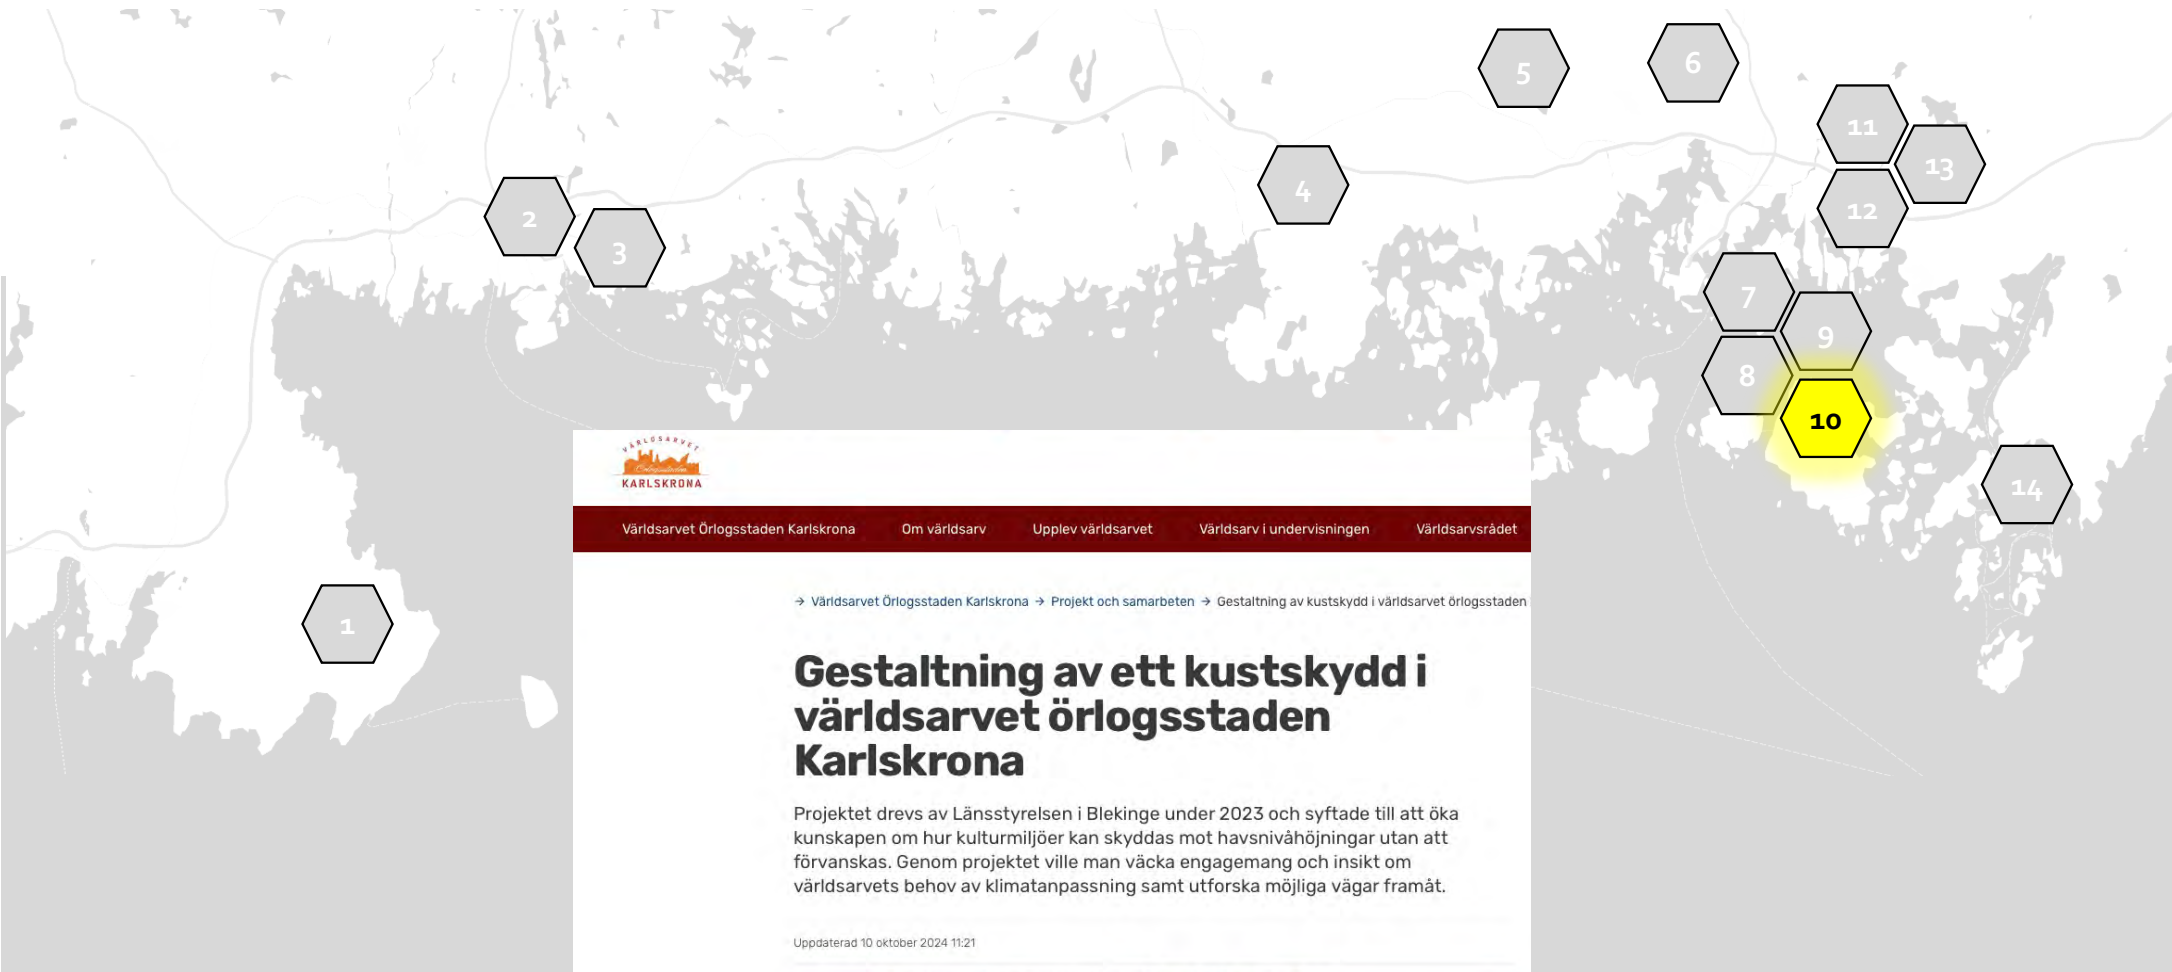 5
6
11
13
4
12
2
3
7
9
8
10
14
1
VÄRLDSARVET
Örlogsstaden
KARLSKRONA
Världsarvet Örlogsstaden Karlskrona Om världsarv Upplev världsarvet Världsarv i undervisningen Världsarvsrådet
→ Världsarvet Örlogsstaden Karlskrona → Projekt och samarbeten → Gestaltning av kustskydd i världsarvet örlogsstaden
Gestaltning av ett kustskydd i
världsarvet örlogsstaden
Karlskrona
Projektet drevs av Länsstyrelsen i Blekinge under 2023 och syftade till att öka
kunskapen om hur kulturmiljöer kan skyddas mot havsnivåhöjningar utan att
förvanskas. Genom projektet ville man väcka engagemang och insikt om
världsarvets behov av klimatanpassning samt utforska möjliga vägar framåt.
Uppdaterad 10 oktober 2024 11:21